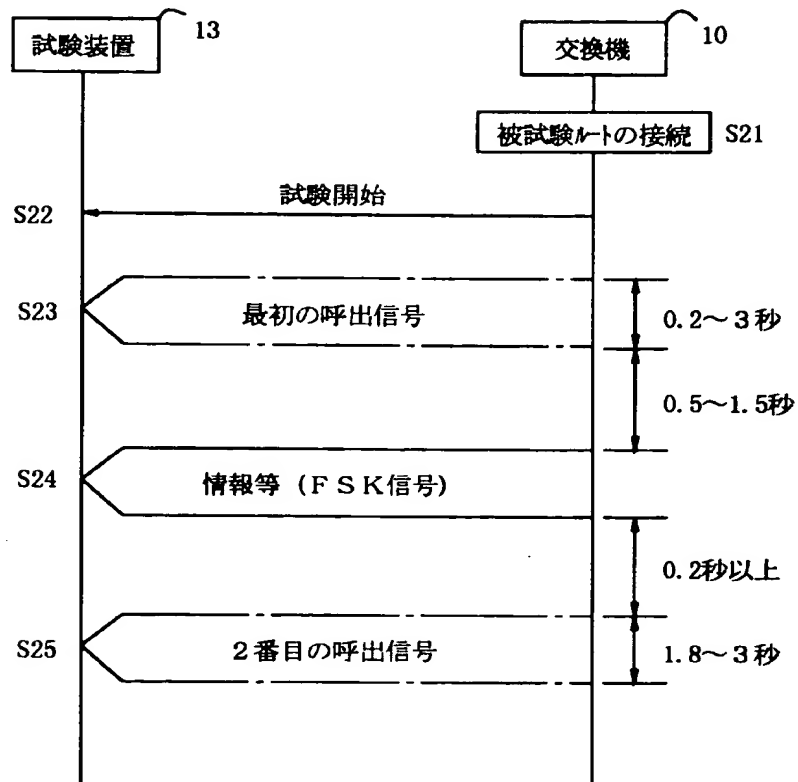 試験装置
13
交換機
10
被試験ルートの接続
S21
試験開始
S22
S23
最初の呼出信号
0.2〜3秒
0.5〜1.5秒
S24
情報等（ＦＳＫ信号）
0.2秒以上
S25
２番目の呼出信号
1.8〜３秒